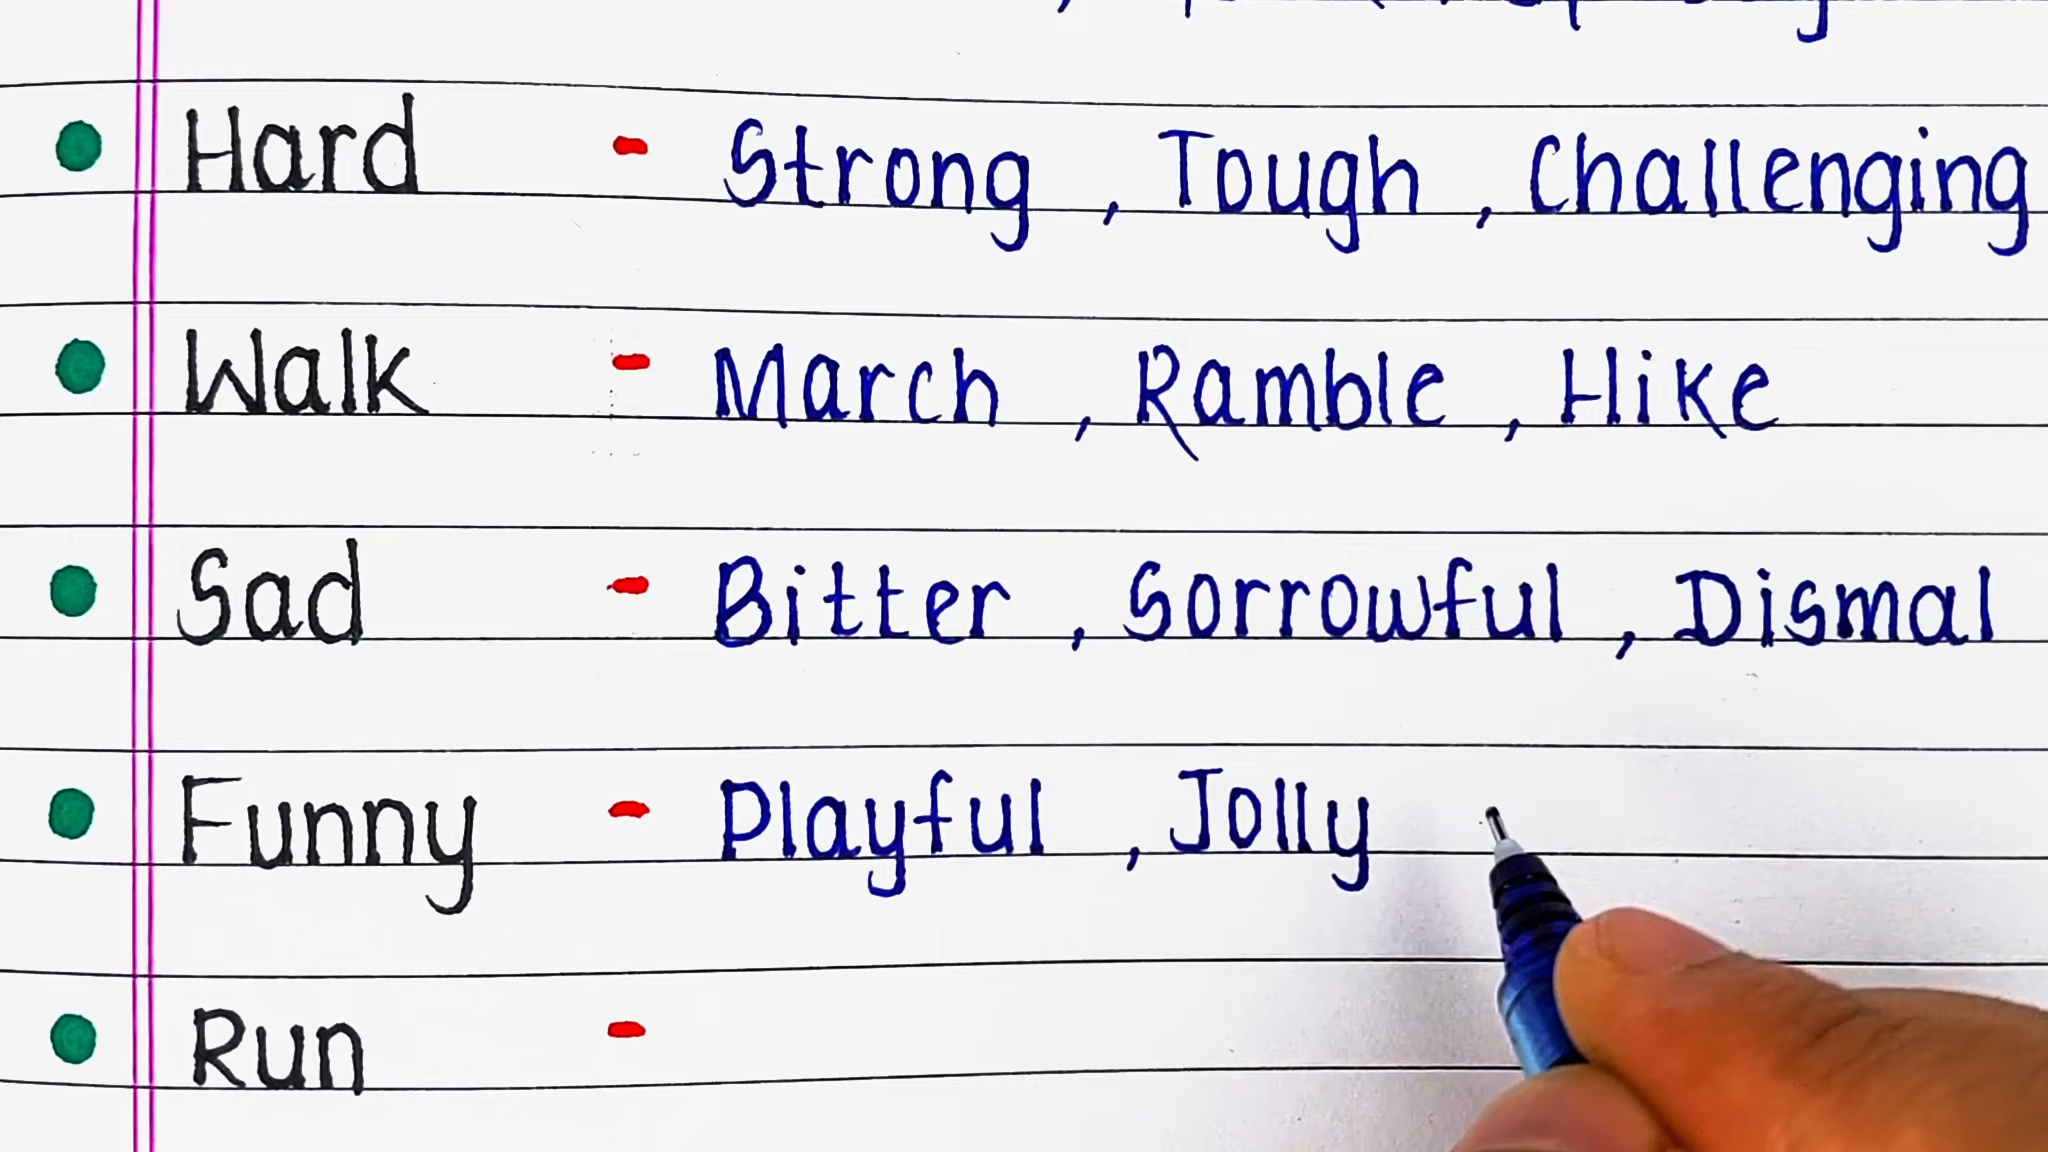 Hard - Strong , Tough , Challenging
Walk - March , Ramble , Hike
Sad - Bitter , Sorrowful , Dismal
Funny - Playful , Jolly
Run -